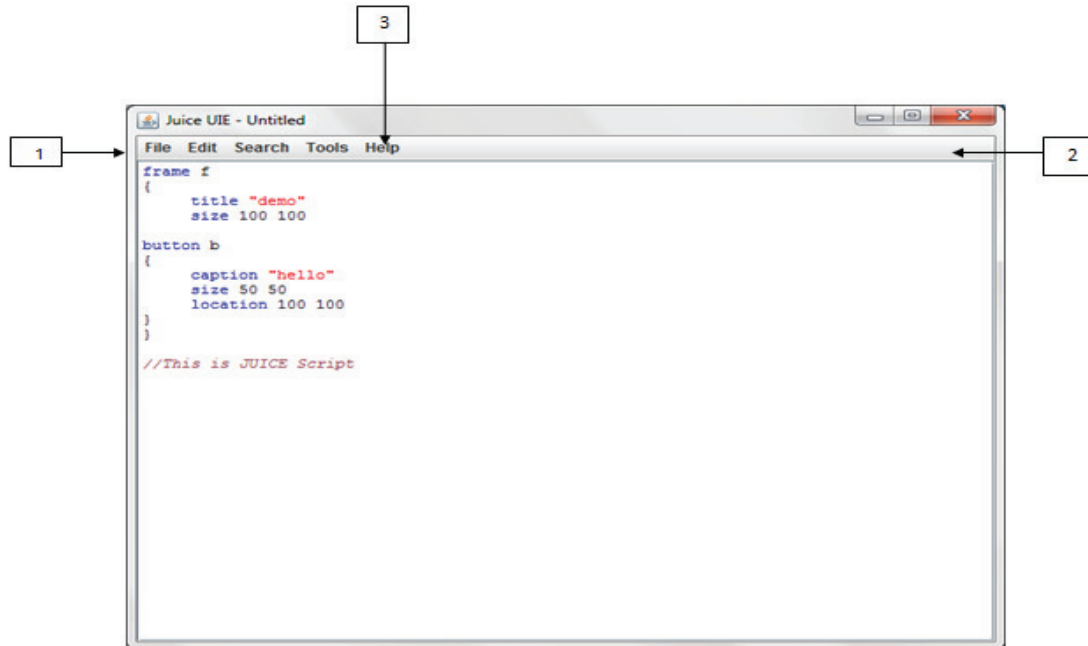 3
Juice UIE - Untitled
1
File Edit Search Tools Help
2
frame f
{
title "demo"
size 100 100
button b
{
caption "hello"
size 50 50
location 100 100
}
}
//This is JUICE Script